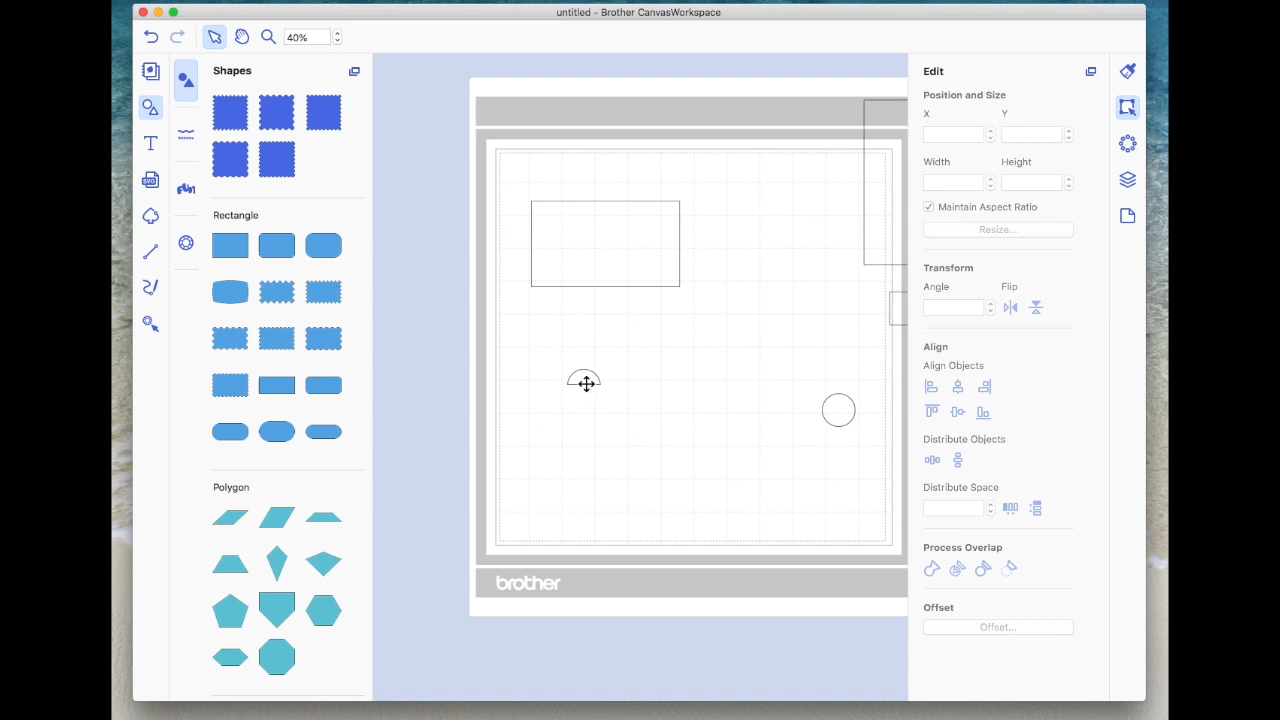 untitled - Brother CanvasWorkspace
40%
Shapes
Rectangle
Polygon
T
SVG
brother
Edit
Position and Size
X Y
Width Height
Maintain Aspect Ratio
Resize...
Transform
Angle Flip
Align
Align Objects
Distribute Objects
Distribute Space
Process Overlap
Offset
Offset...